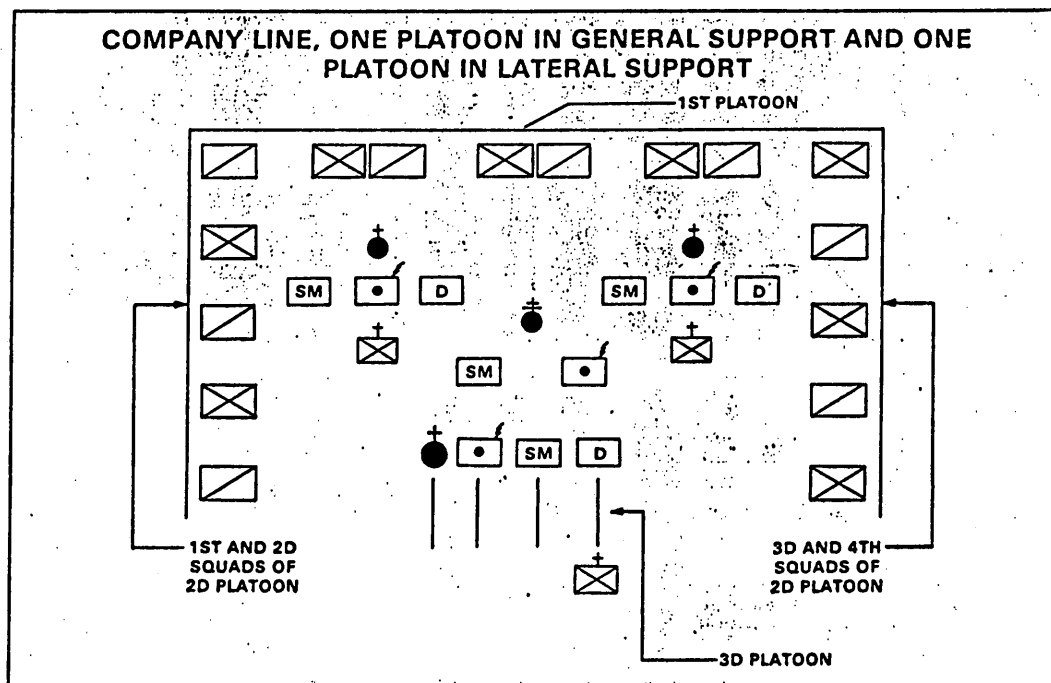 COMPANY LINE, ONE PLATOON IN GENERAL SUPPORT AND ONE
PLATOON IN LATERAL SUPPORT
1ST PLATOON
SM
D
SM
D
SM
SM
D
1ST AND 2D
SQUADS OF
2D PLATOON
3D AND 4TH
SQUADS OF
2D PLATOON
3D PLATOON